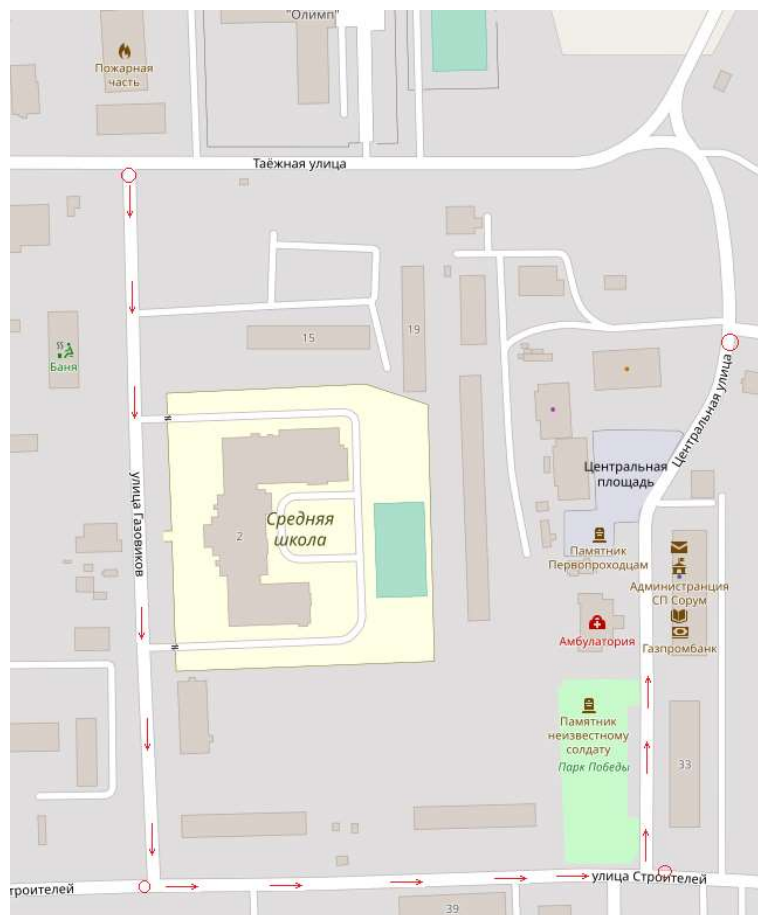 "Олимп"
Пожарная
часть
Таёжная улица
15
19
Баня
Центральная улица
Центральная
площадь
улица Газовиков
2
Средняя
школа
Памятник
Первопроходцам
Администранция
СП Сорум
Амбулатория
Газпромбанк
Памятник
неизвестному
солдату
Парк Победы
33
троителей
улица Строителей
39